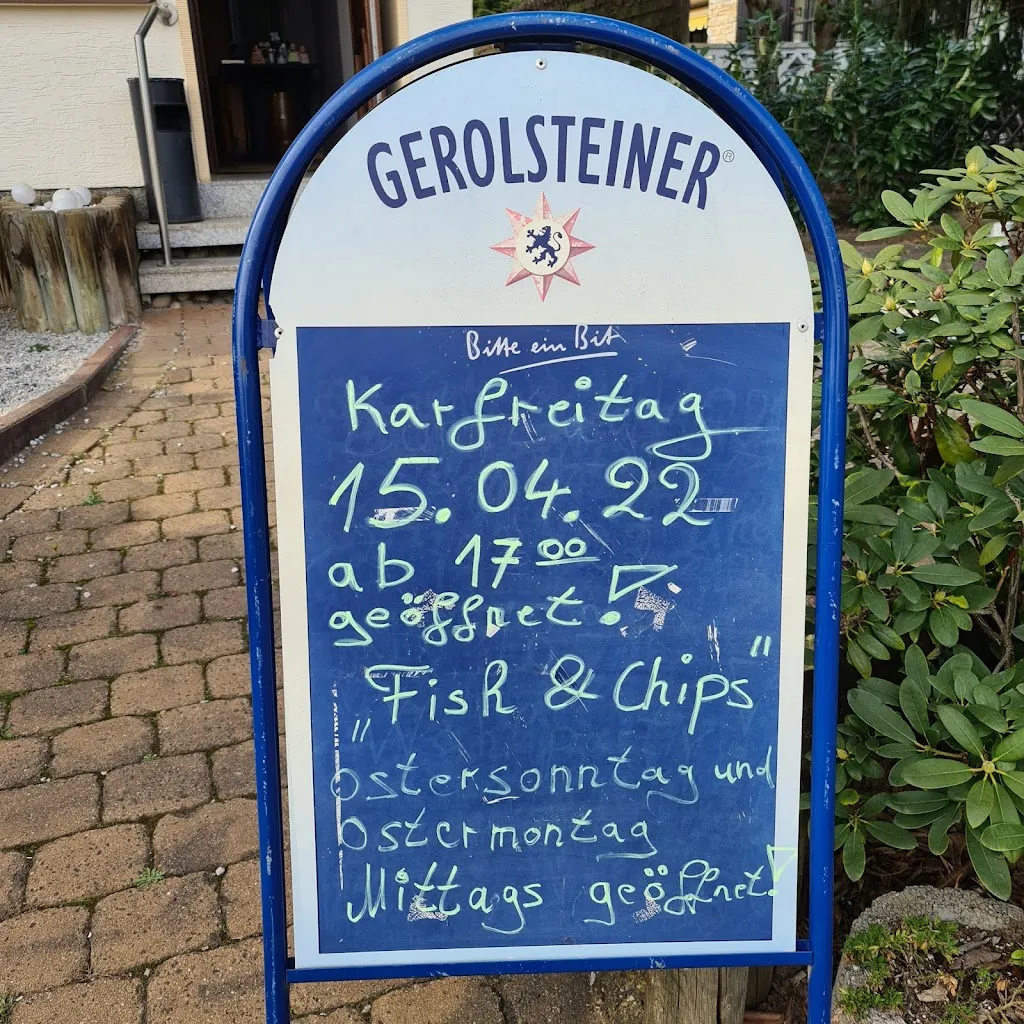 GEROLSTEINER®
Bitte ein Bit
Karfreitag
15.04.22
ab 17⁰⁰
geöffnet!
„Fish & Chips"
Ostersonntag und
Ostermontag
Mittags geöffnet!